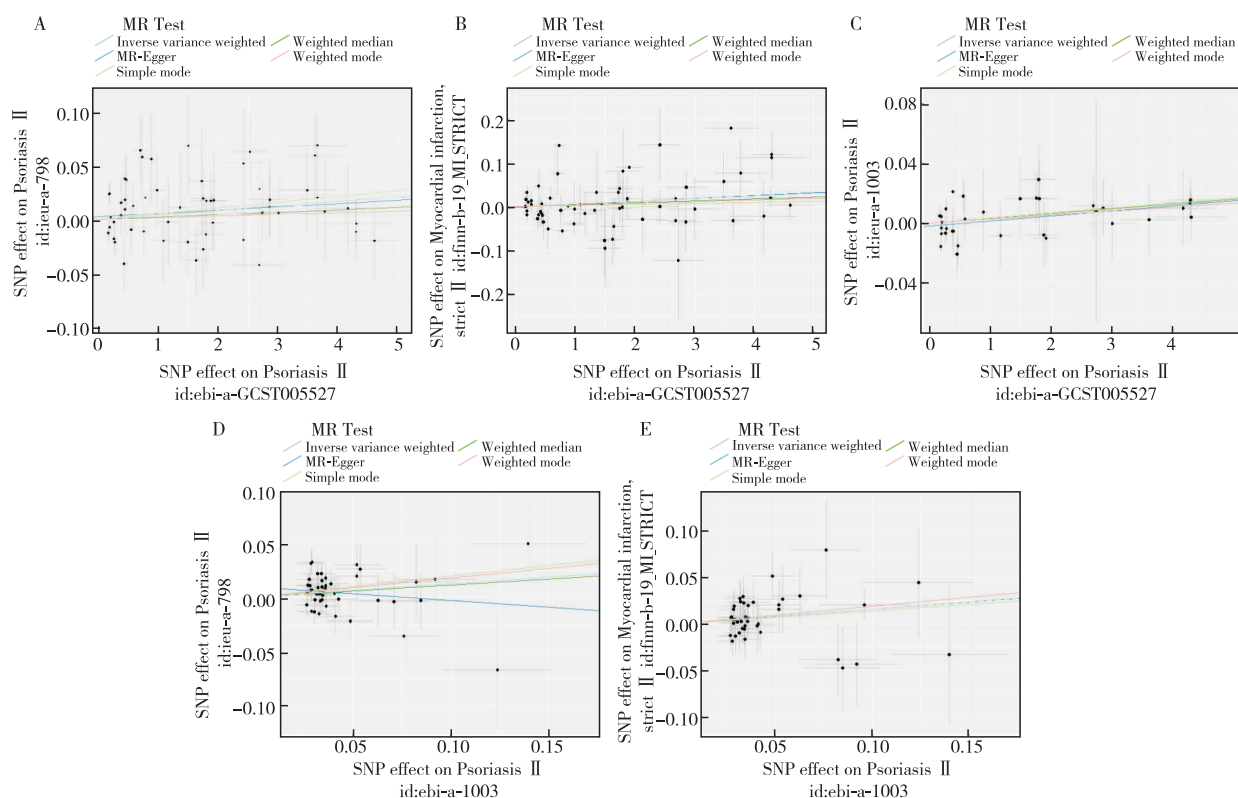 A
MR Test
Inverse variance weighted
Weighted median
MR-Egger
Weighted mode
Simple mode
SNP effect on Psoriasis Ⅱ
id:ieu-a-798
0.10
0.05
0.00
−0.05
−0.10
0 1 2 3 4 5
SNP effect on Psoriasis Ⅱ
id:ebi-a-GCST005527
B
MR Test
Inverse variance weighted
Weighted median
MR-Egger
Weighted mode
Simple mode
SNP effect on Myocardial infarction,
strict Ⅱ id:finn-b-19_MI_STRICT
0.2
0.1
0.0
−0.1
−0.2
0 1 2 3 4 5
SNP effect on Psoriasis Ⅱ
id:ebi-a-GCST005527
C
MR Test
Inverse variance weighted
Weighted median
MR-Egger
Weighted mode
Simple mode
SNP effect on Psoriasis Ⅱ
id:ieu-a-1003
0.08
0.04
0.00
−0.04
0 1 2 3 4 5
SNP effect on Psoriasis Ⅱ
id:ebi-a-GCST005527
D
MR Test
Inverse variance weighted
Weighted median
MR-Egger
Weighted mode
Simple mode
SNP effect on Psoriasis Ⅱ
id:ieu-a-798
0.10
0.05
0.00
−0.05
−0.10
0.05 0.10 0.15
SNP effect on Psoriasis Ⅱ
id:ebi-a-1003
E
MR Test
Inverse variance weighted
Weighted median
MR-Egger
Weighted mode
Simple mode
SNP effect on Myocardial infarction,
strict Ⅱ id:finn-b-19_MI_STRICT
0.10
0.05
0.00
−0.05
−0.10
0.05 0.10 0.15
SNP effect on Psoriasis Ⅱ
id:ebi-a-1003